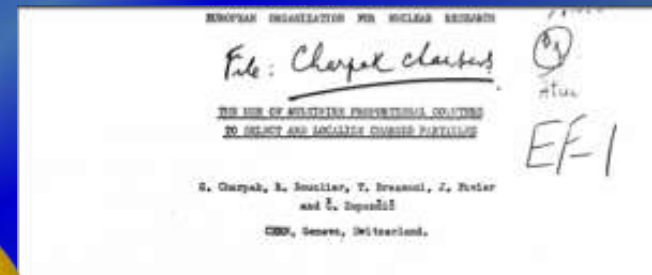 EUROPEAN ORGANIZATION FOR NUCLEAR RESEARCH
File: Charpak chambers
THE USE OF MULTIWIRE PROPORTIONAL COUNTERS
TO SELECT AND LOCALIZE CHARGED PARTICLES
EF-1
G. Charpak, R. Bouclier, T. Bressani, J. Favier
and Č. Zupančič
CERN, Geneva, Switzerland.